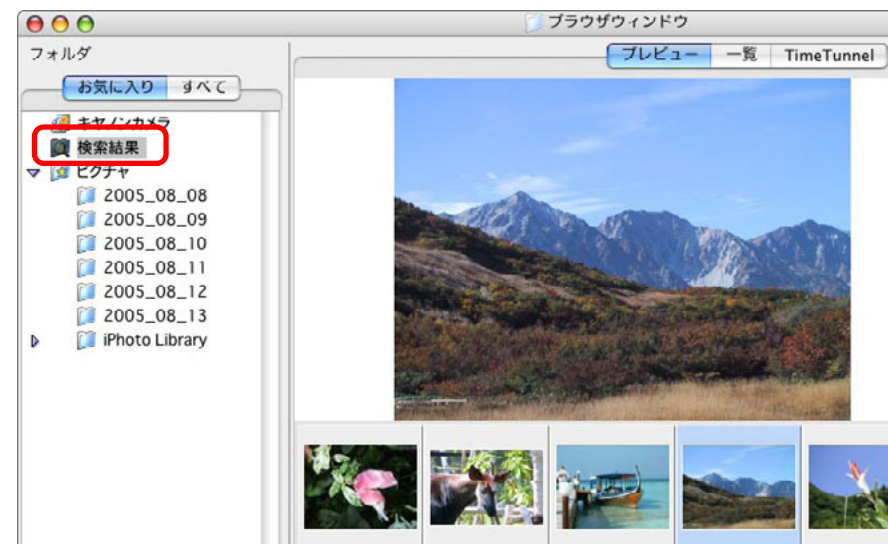 ブラウザウィンドウ
フォルダ
プレビュー 一覧 TimeTunnel
お気に入り すべて
キヤノンカメラ
検索結果
ピクチャ
2005_08_08
2005_08_09
2005_08_10
2005_08_11
2005_08_12
2005_08_13
iPhoto Library